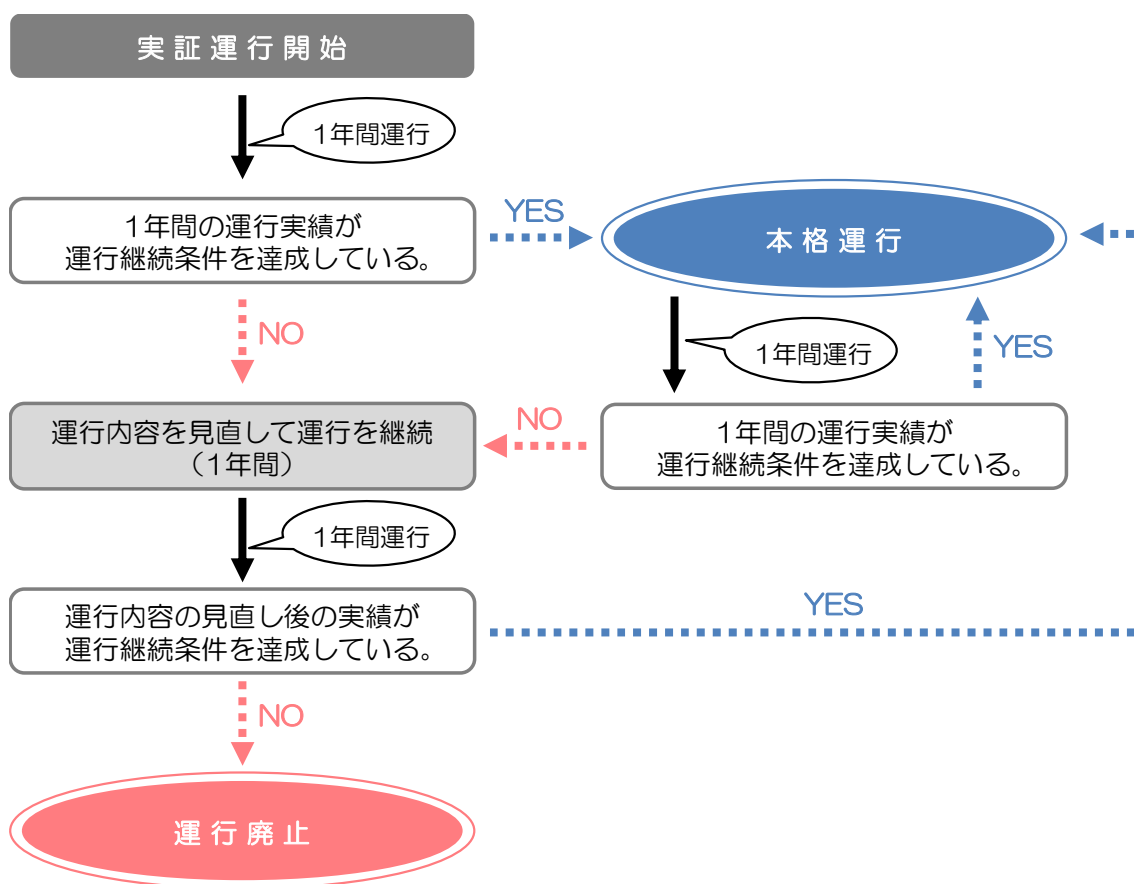 実証運行開始
1年間運行
1年間の運行実績が
運行継続条件を達成している。
YES
本格運行
NO
1年間運行
YES
運行内容を見直して運行を継続
（1年間）
NO
1年間の運行実績が
運行継続条件を達成している。
1年間運行
運行内容の見直し後の実績が
運行継続条件を達成している。
YES
NO
運行廃止